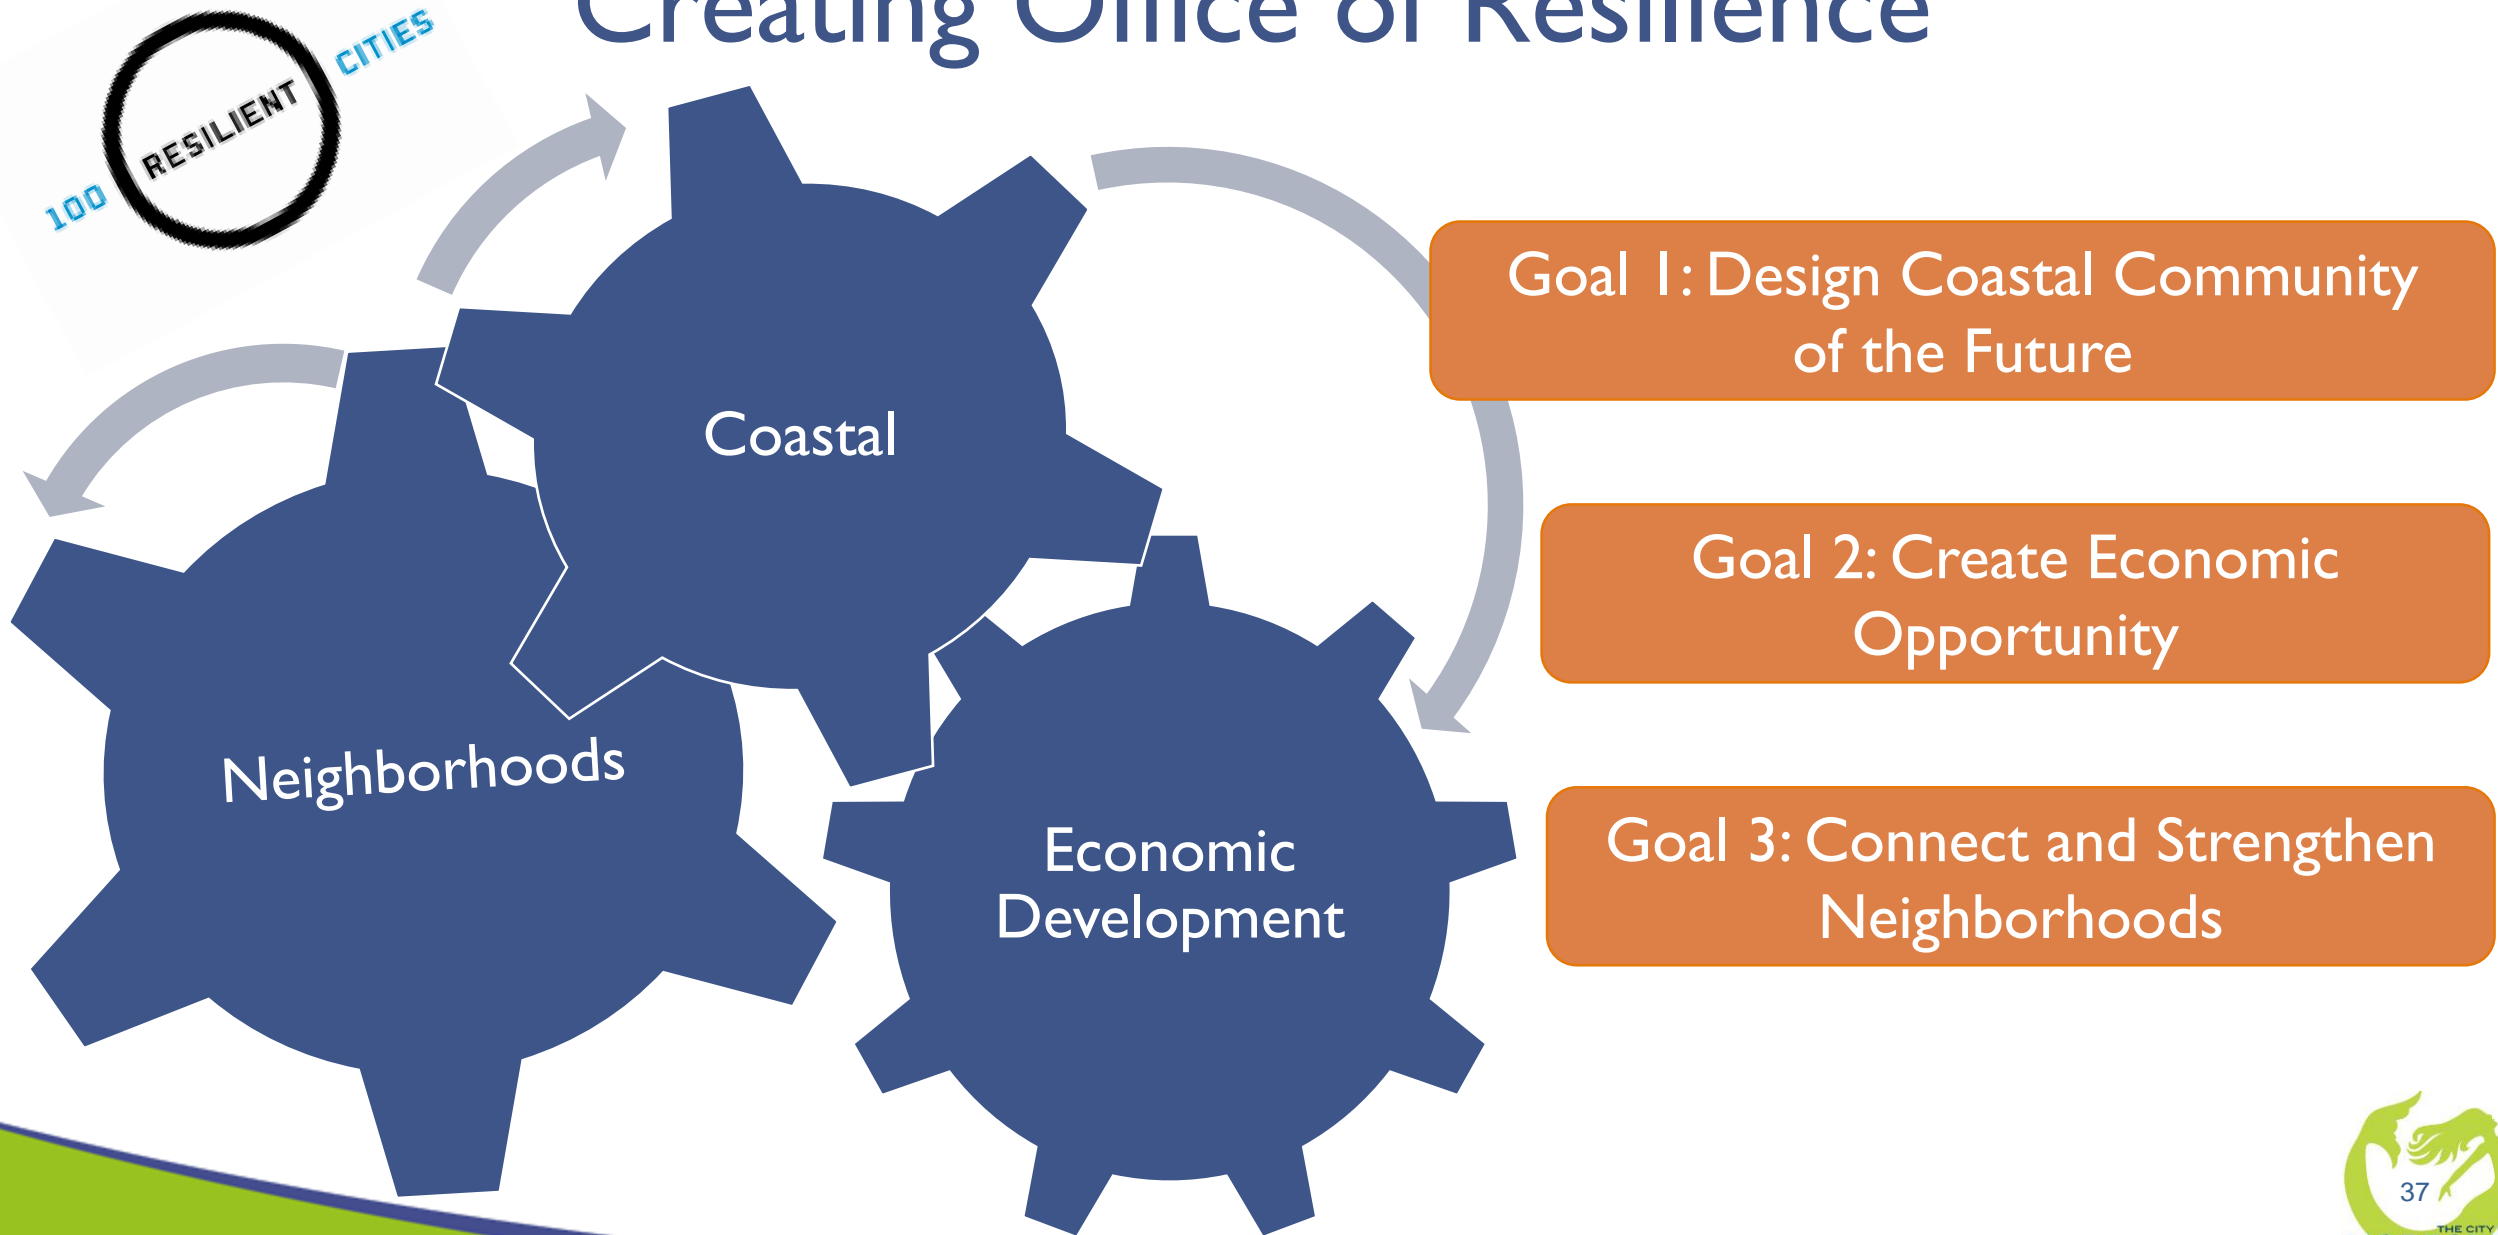 Creating Office of Resilience
100 RESILIENT CITIES
Coastal
Neighborhoods
Economic
Development
Goal 1: Design Coastal Community
of the Future
Goal 2: Create Economic
Opportunity
Goal 3: Connect and Strengthen
Neighborhoods
37
THE CITY